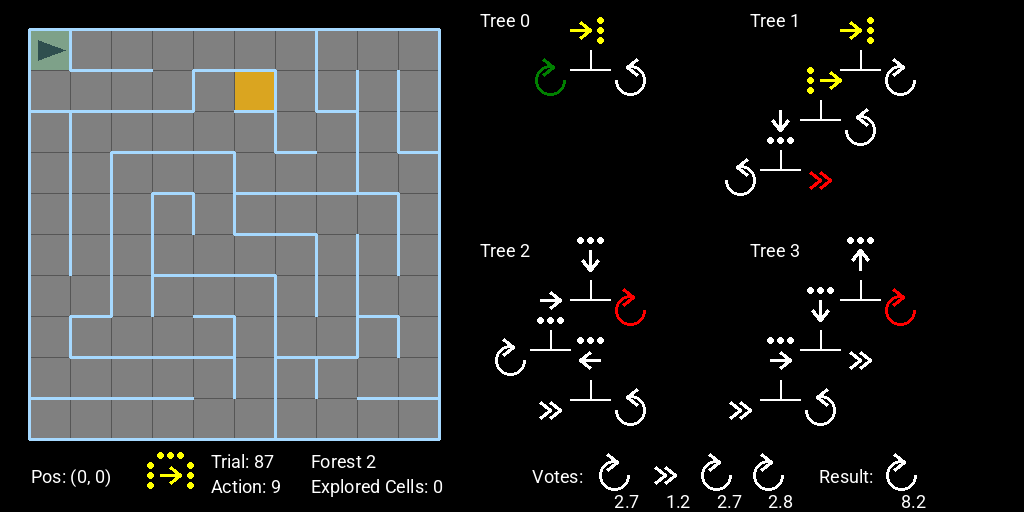 Tree 0
Tree 1
Tree 2
Tree 3
Pos: (0, 0)
Trial: 87
Forest 2
Action: 9
Explored Cells: 0
Votes:
2.7
1.2
2.7
2.8
Result:
8.2